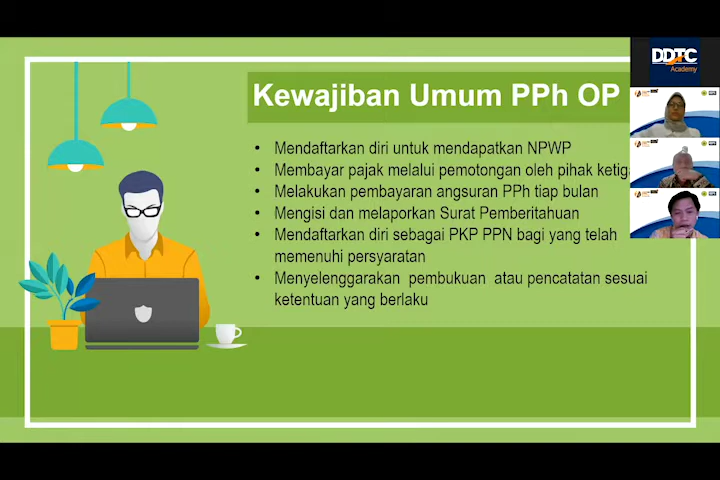 Kewajiban Umum PPh OP
DDTC
Academy
• Mendaftarkan diri untuk mendapatkan NPWP
• Membayar pajak melalui pemotongan oleh pihak
• Melakukan pembayaran angsuran PPh tiap bulan
• Mengisi dan melaporkan Surat Pemberitahuan
• Mendaftarkan diri sebagai PKP PPN bagi yang telah
memenuhi persyaratan
• Menyelenggarakan pembukuan atau pencatatan sesuai
ketentuan yang berlaku